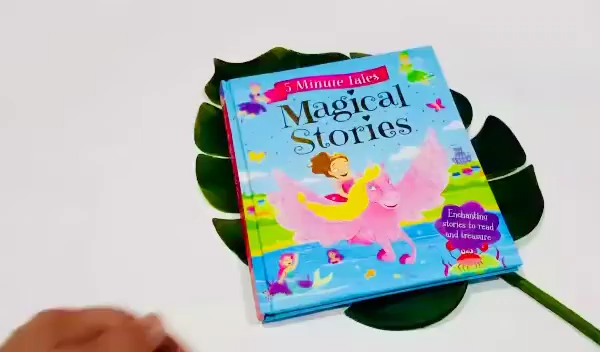 5 Minute Tales
Magical
Stories
Enchanting
stories to read
and treasure